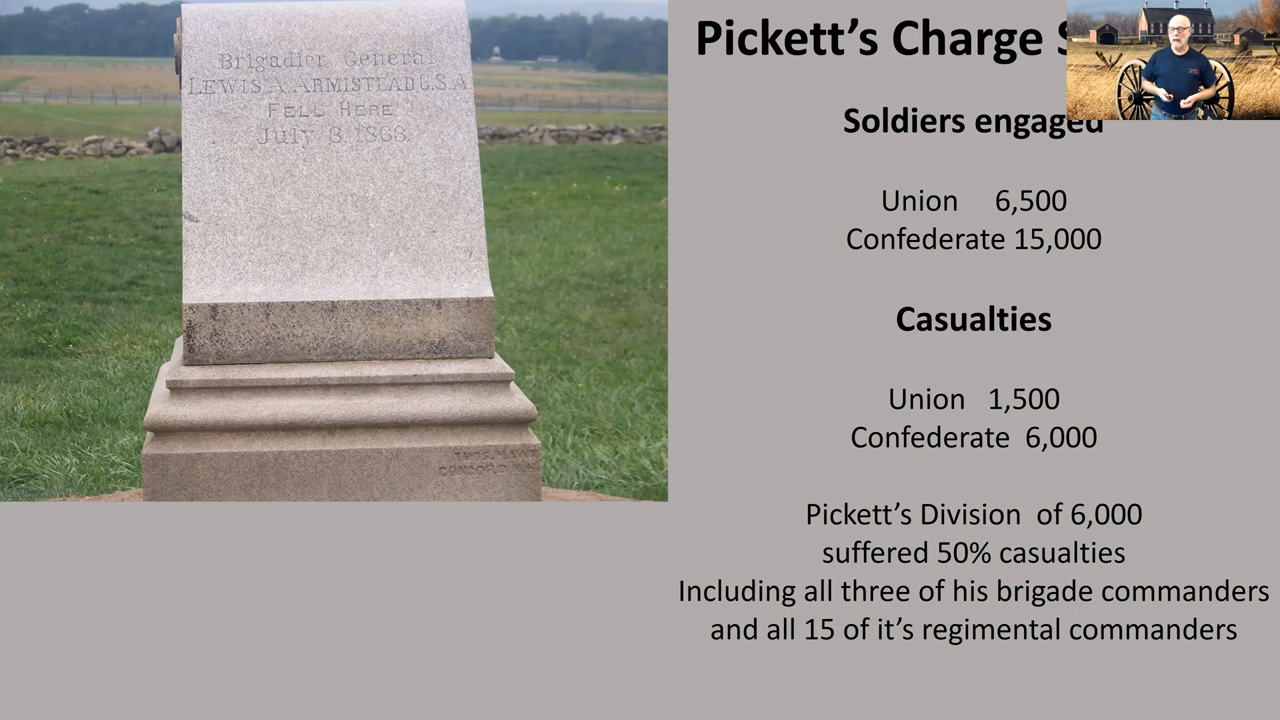 Brigadier General
LEWIS A. ARMISTEAD C.S.A.
FELL HERE
July 3 1863
Pickett's Charge S
Soldiers engaged
Union 6,500
Confederate 15,000
Casualties
Union 1,500
Confederate 6,000
Pickett's Division of 6,000
suffered 50% casualties
Including all three of his brigade commanders
and all 15 of it's regimental commanders